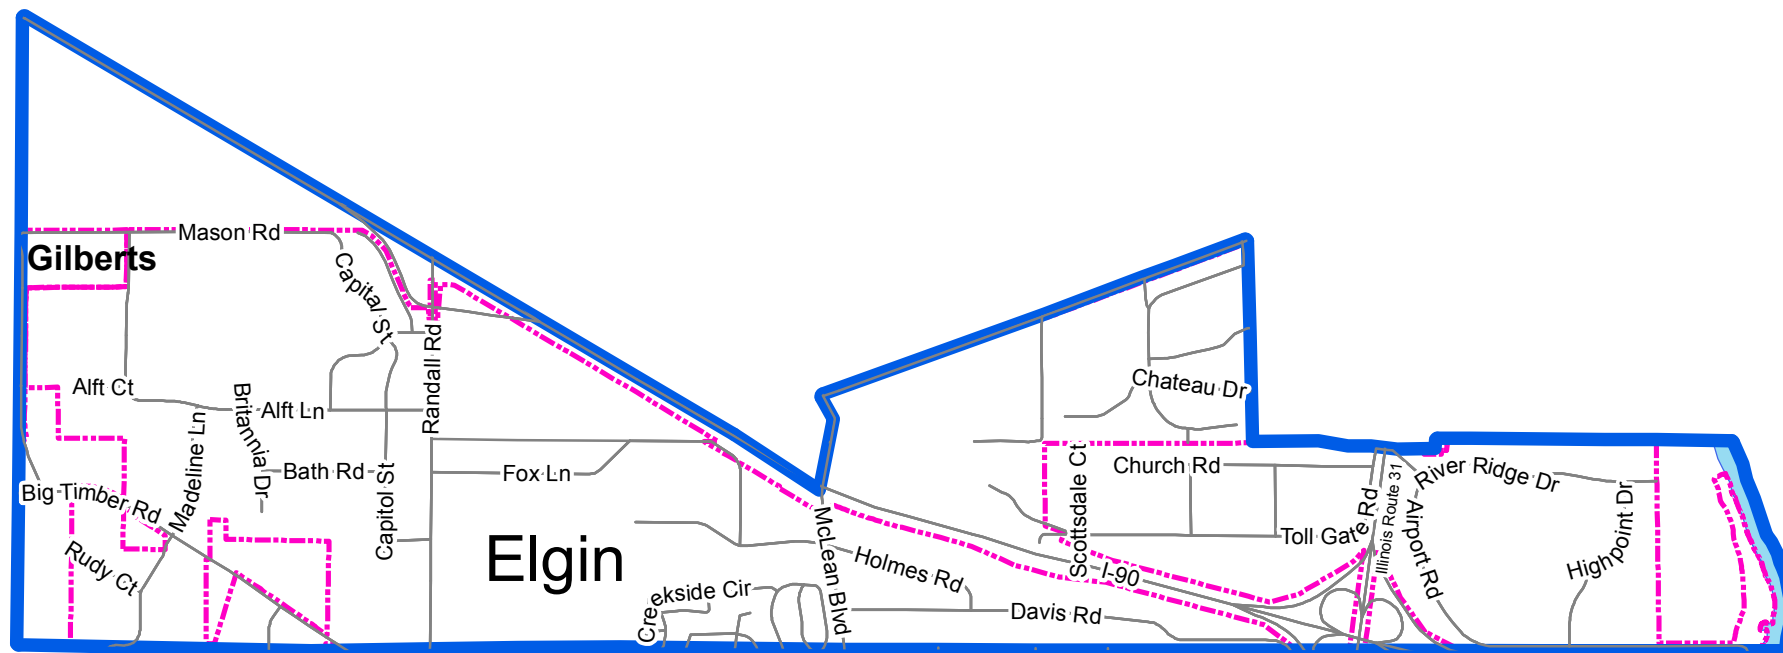 Mason Rd
Gilberts
Capital St
Randall Rd
Alft Ct
Britannia Dr
Alft Ln
Madeline Ln
Bath Rd
Capitol St
Fox Ln
Big Timber Rd
Rudy Ct
Elgin
Creekside Cir
McLean Blvd
Holmes Rd
Davis Rd
I-90
Scottsdale Ct
Chateau Dr
Church Rd
Toll Gate Rd
Illinois Route 31
Airport Rd
River Ridge Dr
Highpoint Dr